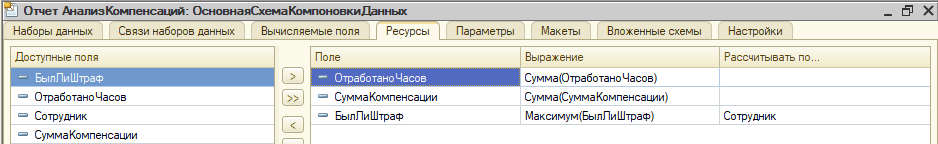 Отчет АнализКомпенсаций: ОсновнаяСхемаКомпоновкиДанных
Наборы данных Связи наборов данных Вычисляемые поля Ресурсы Параметры Макеты Вложенные схемы Настройки
Доступные поля Поле Выражение Рассчитывать по...
БылЛиШтраф > ОтработаноЧасов Сумма(ОтработаноЧасов)
ОтработаноЧасов >> СуммаКомпенсации Сумма(СуммаКомпенсации)
Сотрудник < БылЛиШтраф Максимум(БылЛиШтраф) Сотрудник
СуммаКомпенсации